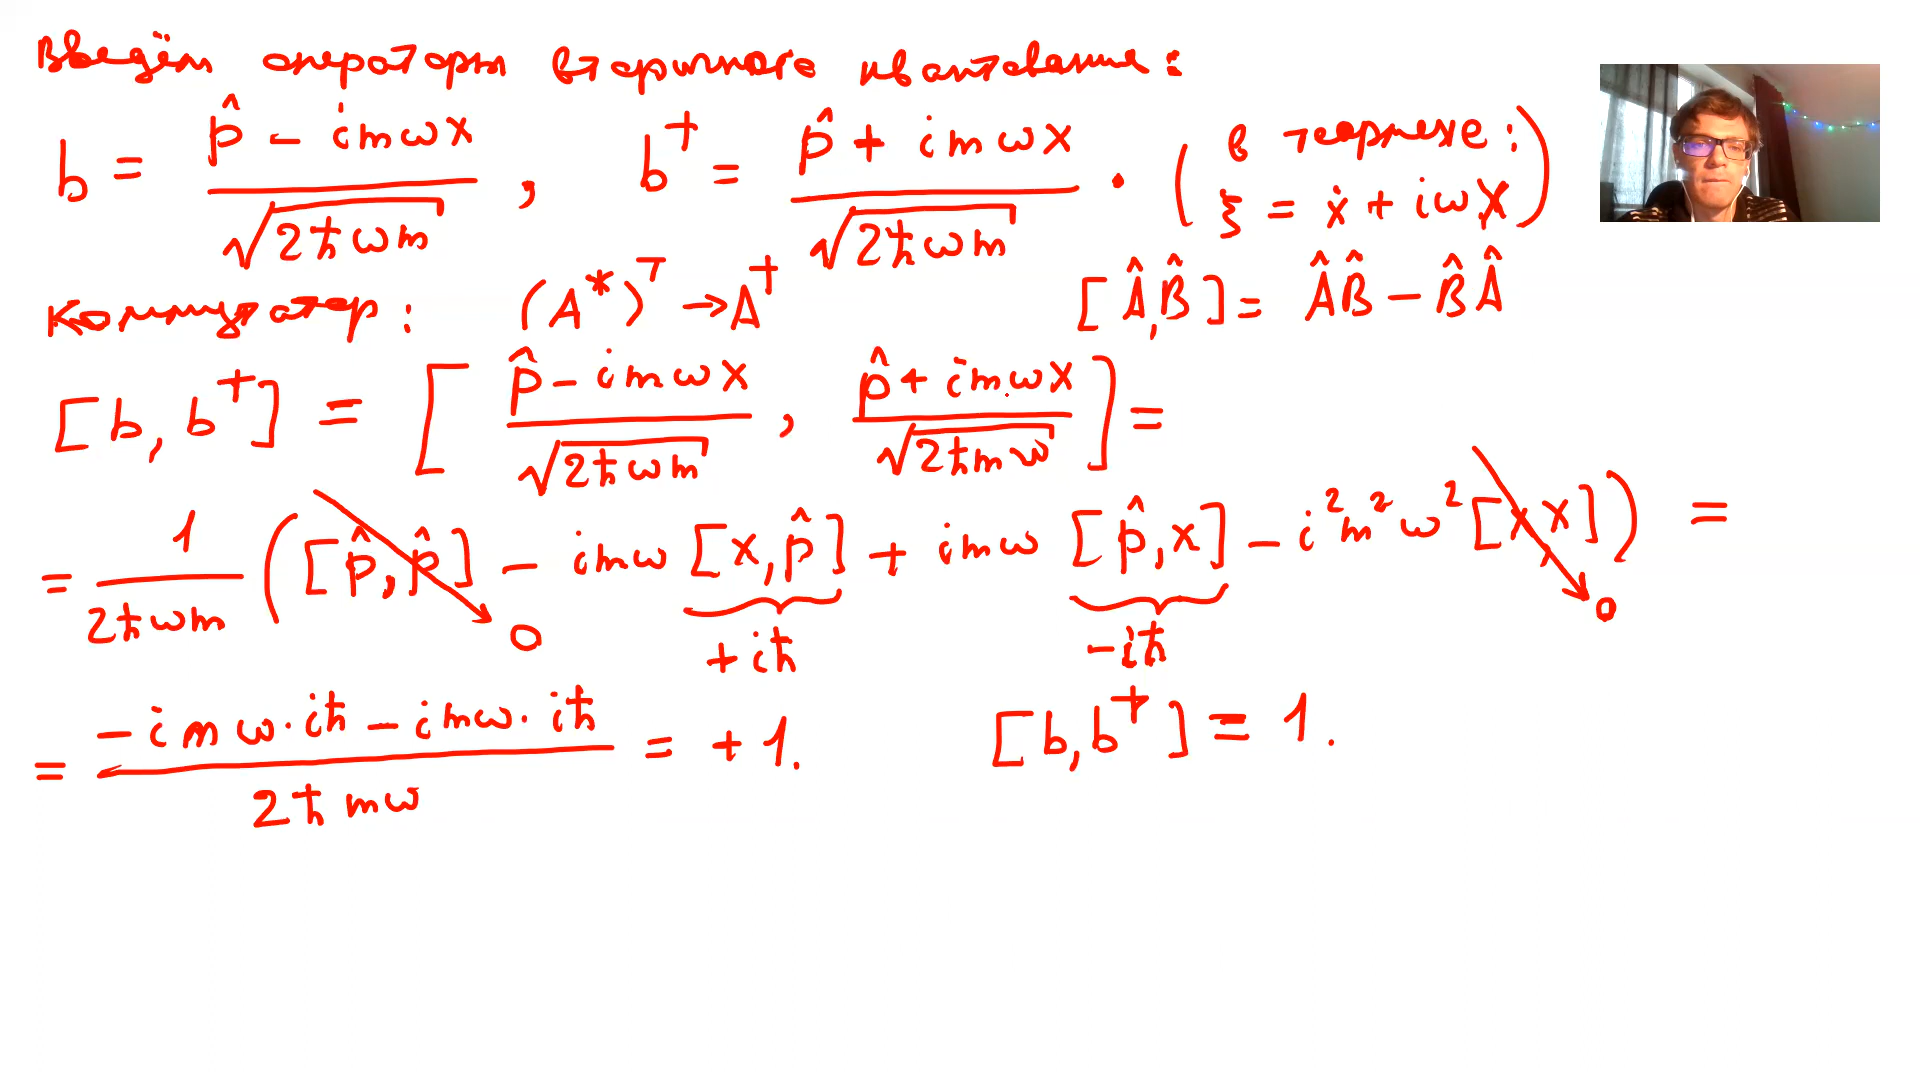 Введём операторы вторичного квантования:
b = (p̂ − imωx)/√(2ħωm), b⁺ = (p̂ + imωx)/√(2ħωm). (в теормехе: ξ = ẋ + iωx)
Коммутатор: (A*)ᵀ → A⁺ [Â, B̂] = ÂB̂ − B̂Â
[b, b⁺] = [(p̂ − imωx)/√(2ħωm), (p̂ + imωx)/√(2ħmω)] =
= 1/(2ħωm) ([p̂, p̂] − imω [x, p̂] + imω [p̂, x] − i²m²ω² [x, x]) =
0 +iħ −iħ 0
= (−imω·iħ − imω·iħ)/(2ħmω) = +1. [b, b⁺] = 1.